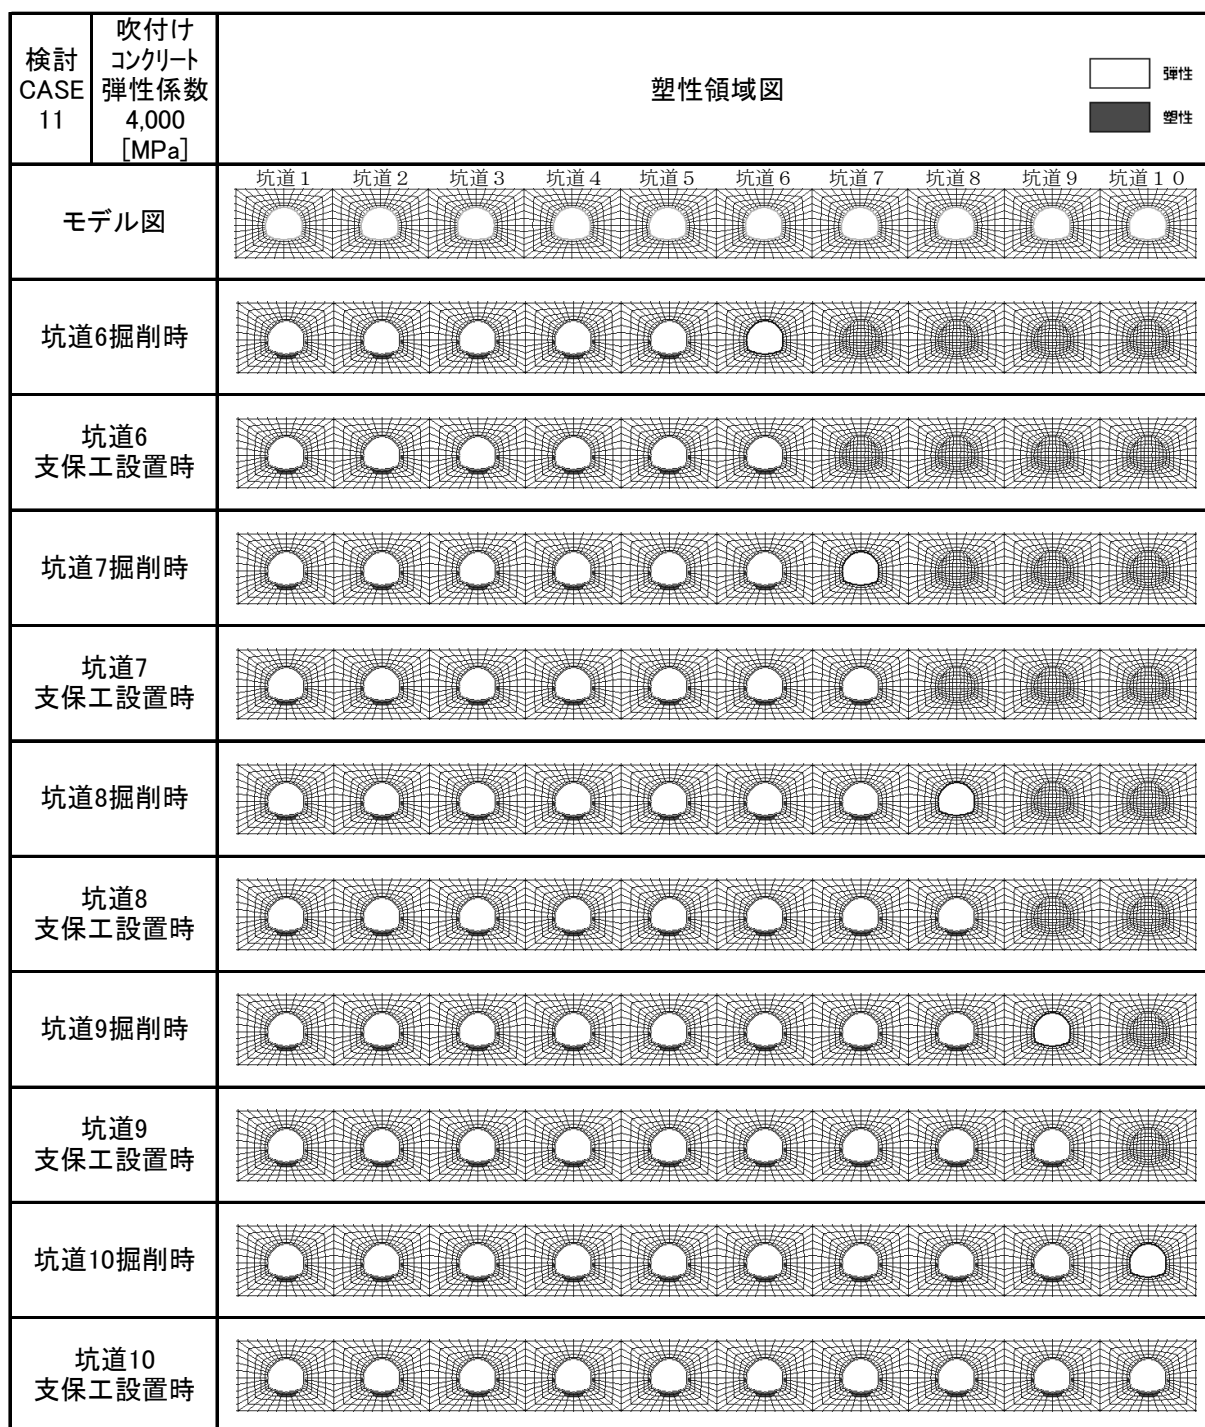 検討
CASE
11
吹付け
コンクリート
弾性係数
4,000
[MPa]
塑性領域図
弾性
塑性
モデル図
坑道1 坑道2 坑道3 坑道4 坑道5 坑道6 坑道7 坑道8 坑道9 坑道10
坑道6掘削時
坑道6
支保工設置時
坑道7掘削時
坑道7
支保工設置時
坑道8掘削時
坑道8
支保工設置時
坑道9掘削時
坑道9
支保工設置時
坑道10掘削時
坑道10
支保工設置時